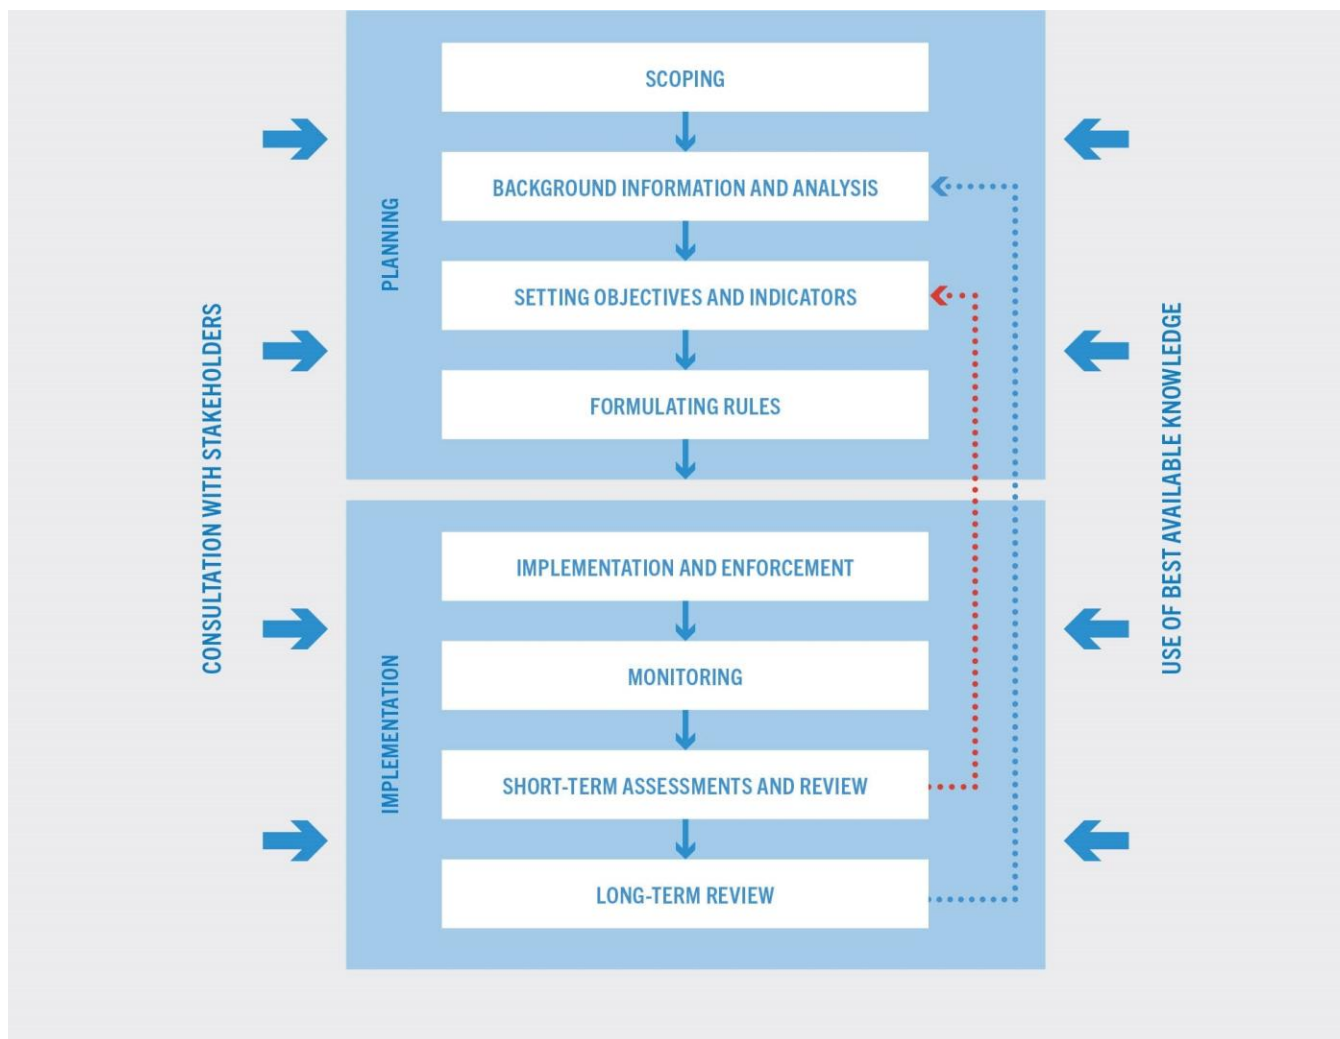 SCOPING
BACKGROUND INFORMATION AND ANALYSIS
PLANNING
SETTING OBJECTIVES AND INDICATORS
FORMULATING RULES
CONSULTATION WITH STAKEHOLDERS
USE OF BEST AVAILABLE KNOWLEDGE
IMPLEMENTATION AND ENFORCEMENT
MONITORING
IMPLEMENTATION
SHORT-TERM ASSESSMENTS AND REVIEW
LONG-TERM REVIEW